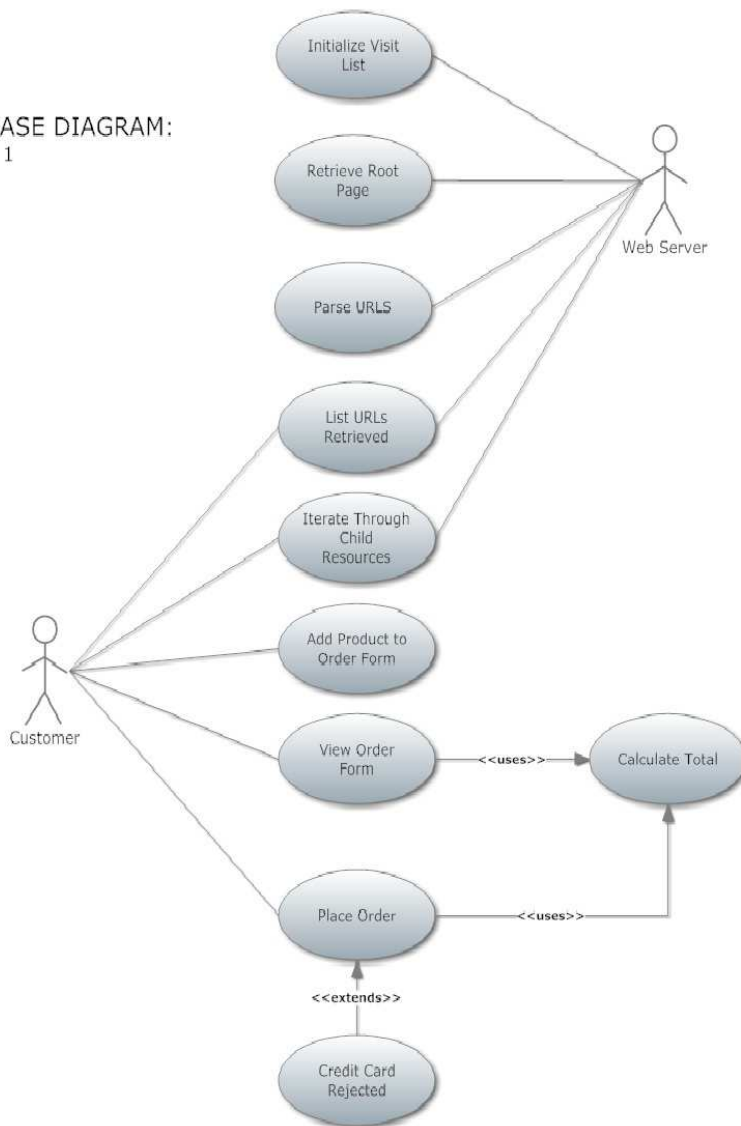 Initialize Visit
List
ASE DIAGRAM:
1
Retrieve Root
Page
Web Server
Parse URLS
List URLs
Retrieved
Iterate Through
Child
Resources
Add Product to
Order Form
Customer
View Order
Form
<<uses>>
Calculate Total
Place Order
<<uses>>
<<extends>>
Credit Card
Rejected